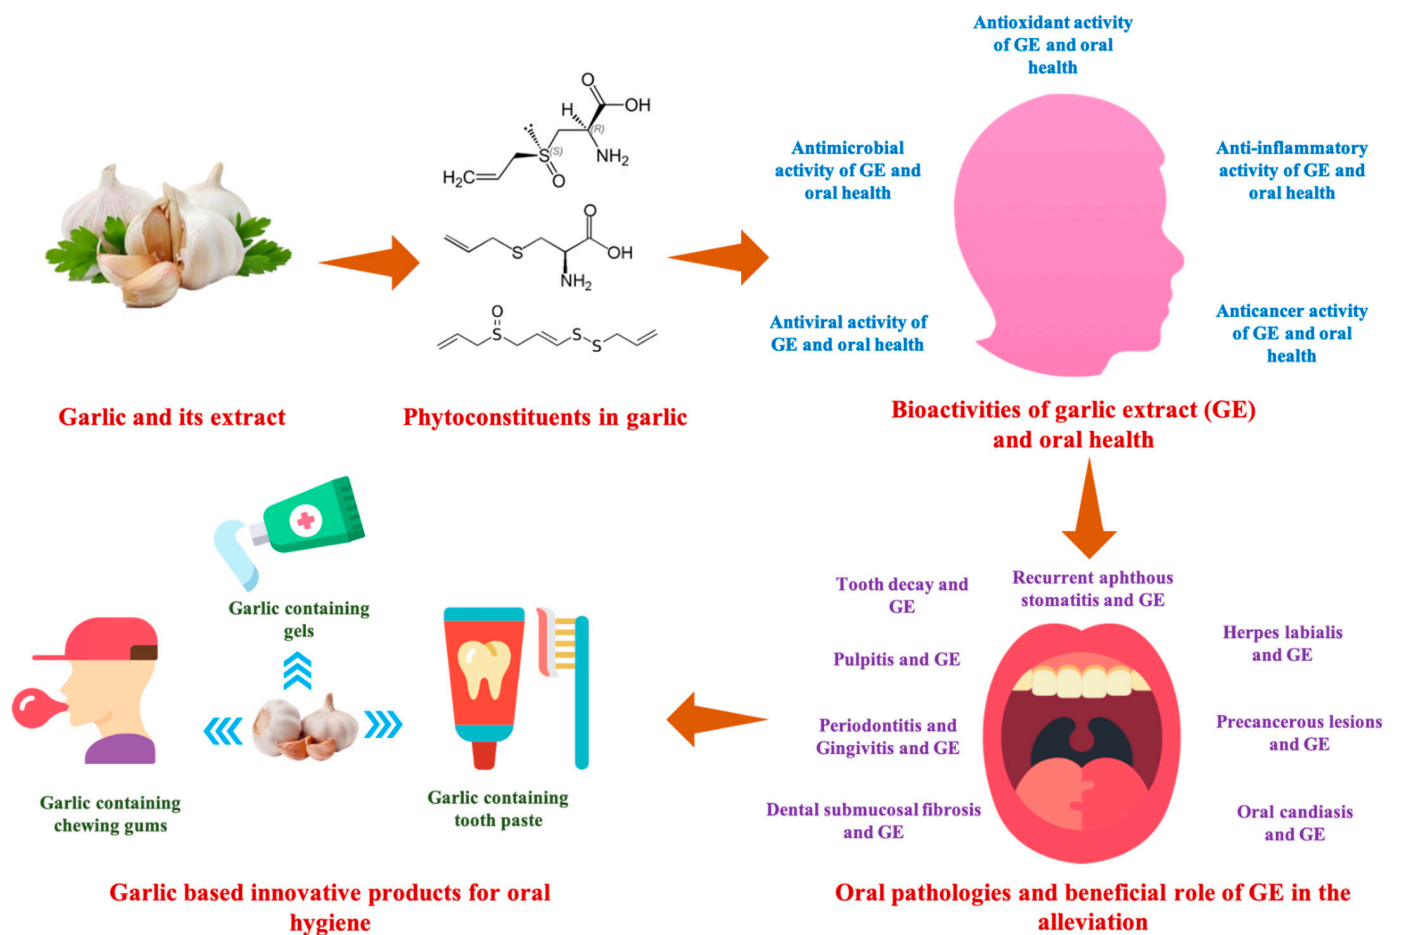 Antioxidant activity
of GE and oral
health
Antimicrobial
activity of GE and
oral health
Anti-inflammatory
activity of GE and
oral health
Antiviral activity of
GE and oral health
Anticancer activity
of GE and oral
health
O
OH
H
(R)
NH₂
S
(S)
O
H₂C
O
OH
S
NH₂
O
S
S
S
Garlic and its extract
Phytoconstituents in garlic
Bioactivities of garlic extract (GE)
and oral health
Tooth decay and
GE
Recurrent aphthous
stomatitis and GE
Herpes labialis
and GE
Pulpitis and GE
Periodontitis and
Gingivitis and GE
Precancerous lesions
and GE
Dental submucosal fibrosis
and GE
Oral candiasis
and GE
Oral pathologies and beneficial role of GE in the
alleviation
Garlic containing
gels
Garlic containing
chewing gums
Garlic containing
tooth paste
Garlic based innovative products for oral
hygiene